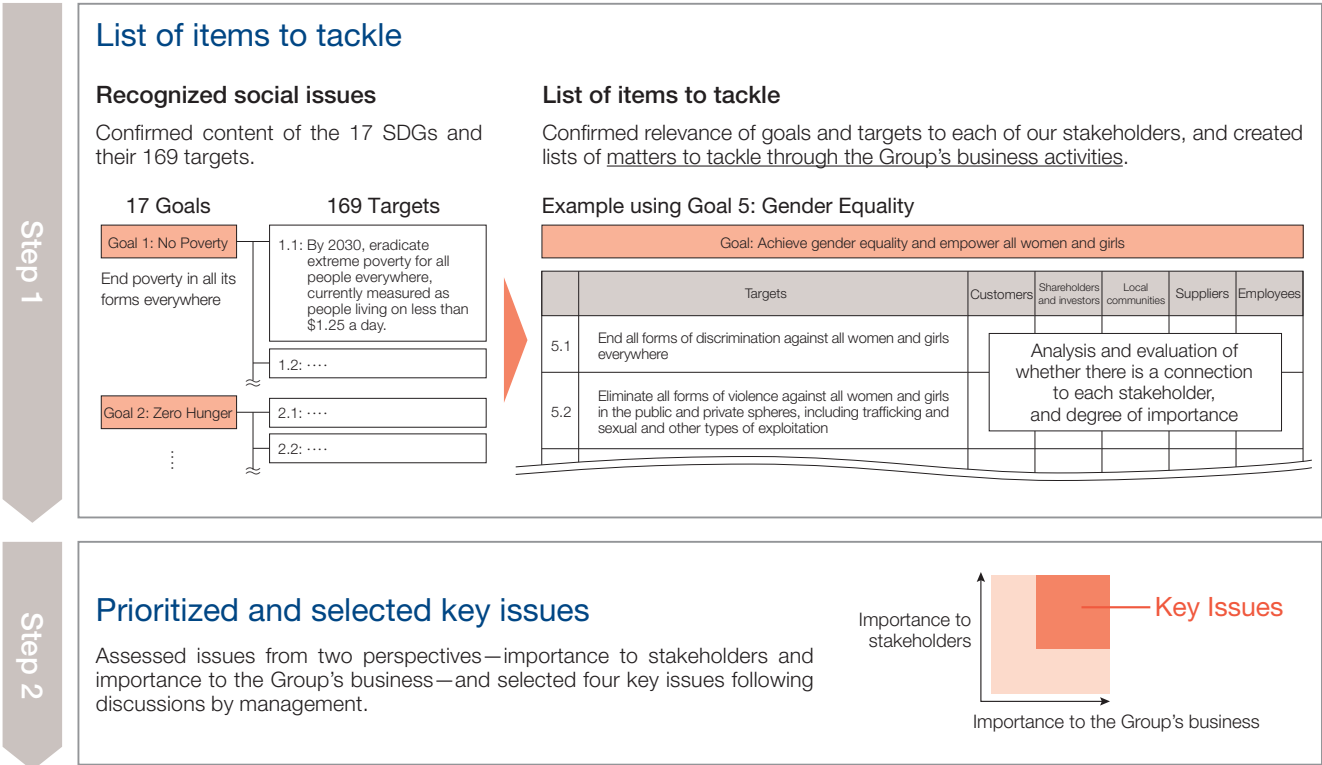 Step 1
List of items to tackle
Recognized social issues
Confirmed content of the 17 SDGs and
their 169 targets.
17 Goals
169 Targets
Goal 1: No Poverty
End poverty in all its
forms everywhere
1.1: By 2030, eradicate
extreme poverty for all
people everywhere,
currently measured as
people living on less than
$1.25 a day.
1.2: ····
Goal 2: Zero Hunger
2.1: ····
2.2: ····
List of items to tackle
Confirmed relevance of goals and targets to each of our stakeholders, and created
lists of matters to tackle through the Group’s business activities.
Example using Goal 5: Gender Equality
Goal: Achieve gender equality and empower all women and girls
Targets
Customers
Shareholders
and investors
Local
communities
Suppliers
Employees
5.1
End all forms of discrimination against all women and girls
everywhere
5.2
Eliminate all forms of violence against all women and girls
in the public and private spheres, including trafficking and
sexual and other types of exploitation
Analysis and evaluation of
whether there is a connection
to each stakeholder,
and degree of importance
Step 2
Prioritized and selected key issues
Assessed issues from two perspectives—importance to stakeholders and
importance to the Group’s business—and selected four key issues following
discussions by management.
Importance to
stakeholders
Key Issues
Importance to the Group’s business